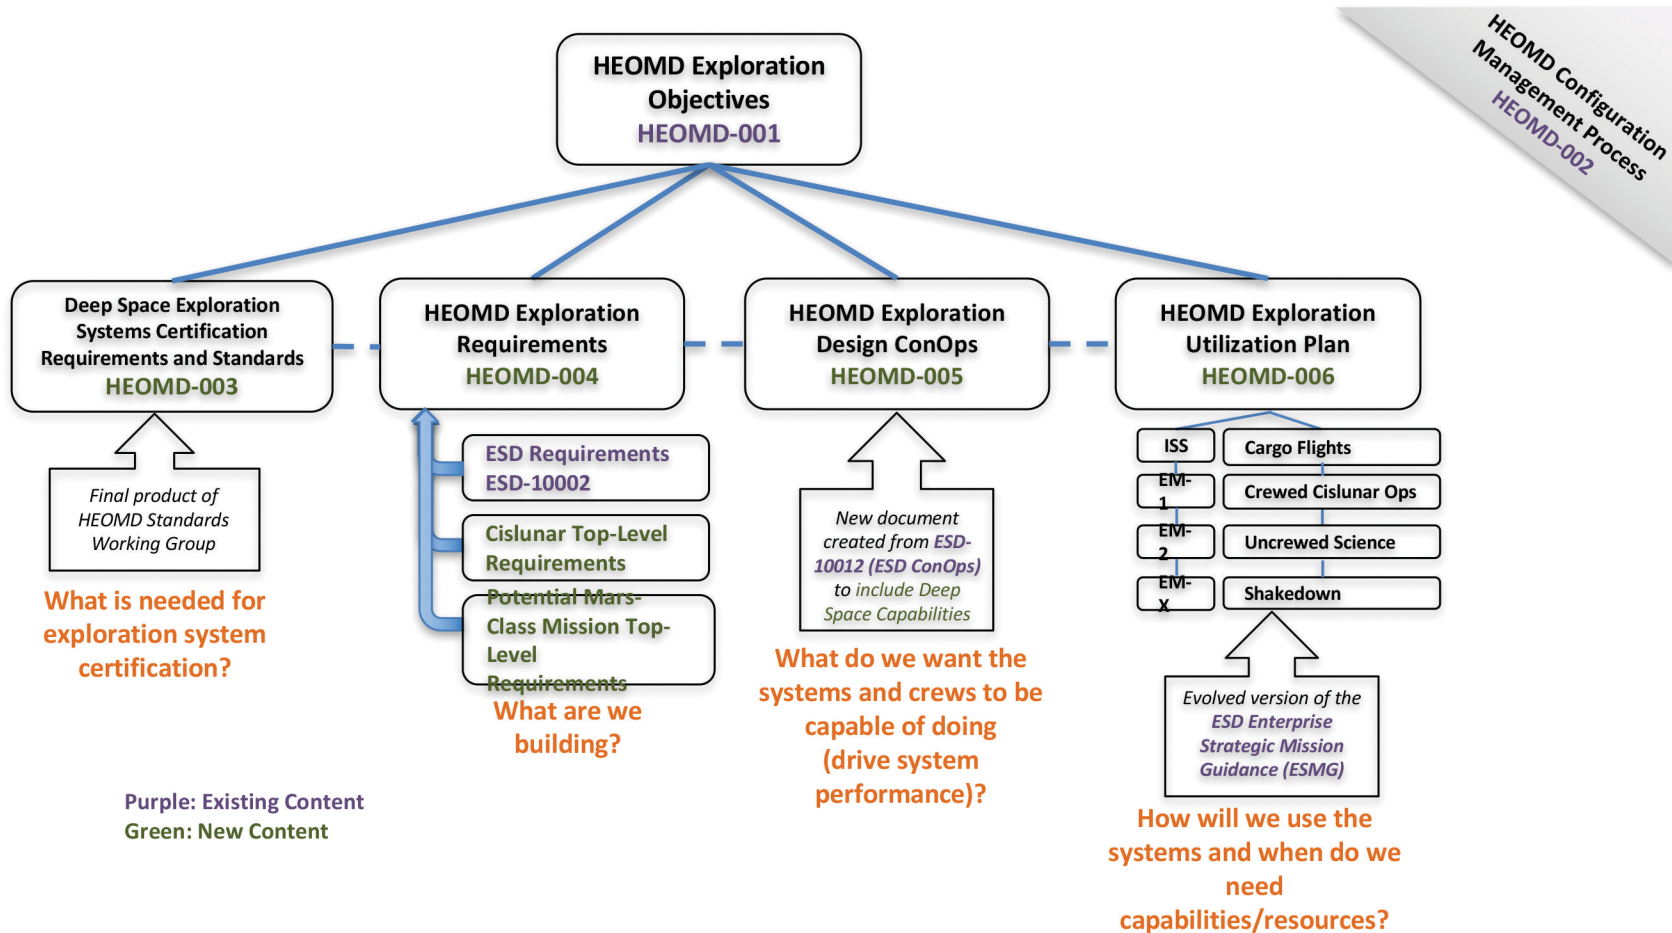 HEOMD Exploration
Objectives
HEOMD-001
HEOMD Configuration
Management Process
HEOMD-002
Deep Space Exploration
Systems Certification
Requirements and Standards
HEOMD-003
HEOMD Exploration
Requirements
HEOMD-004
HEOMD Exploration
Design ConOps
HEOMD-005
HEOMD Exploration
Utilization Plan
HEOMD-006
Final product of
HEOMD Standards
Working Group
What is needed for
exploration system
certification?
ESD Requirements
ESD-10002
Cislunar Top-Level
Requirements
Potential Mars-
Class Mission Top-
Level
Requirements
What are we
building?
New document
created from ESD-
10012 (ESD ConOps)
to include Deep
Space Capabilities
What do we want the
systems and crews to be
capable of doing
(drive system
performance)?
ISS
EM-
1
EM-
2
EM-
X
Cargo Flights
Crewed Cislunar Ops
Uncrewed Science
Shakedown
Evolved version of the
ESD Enterprise
Strategic Mission
Guidance (ESMG)
How will we use the
systems and when do we
need
capabilities/resources?
Purple: Existing Content
Green: New Content